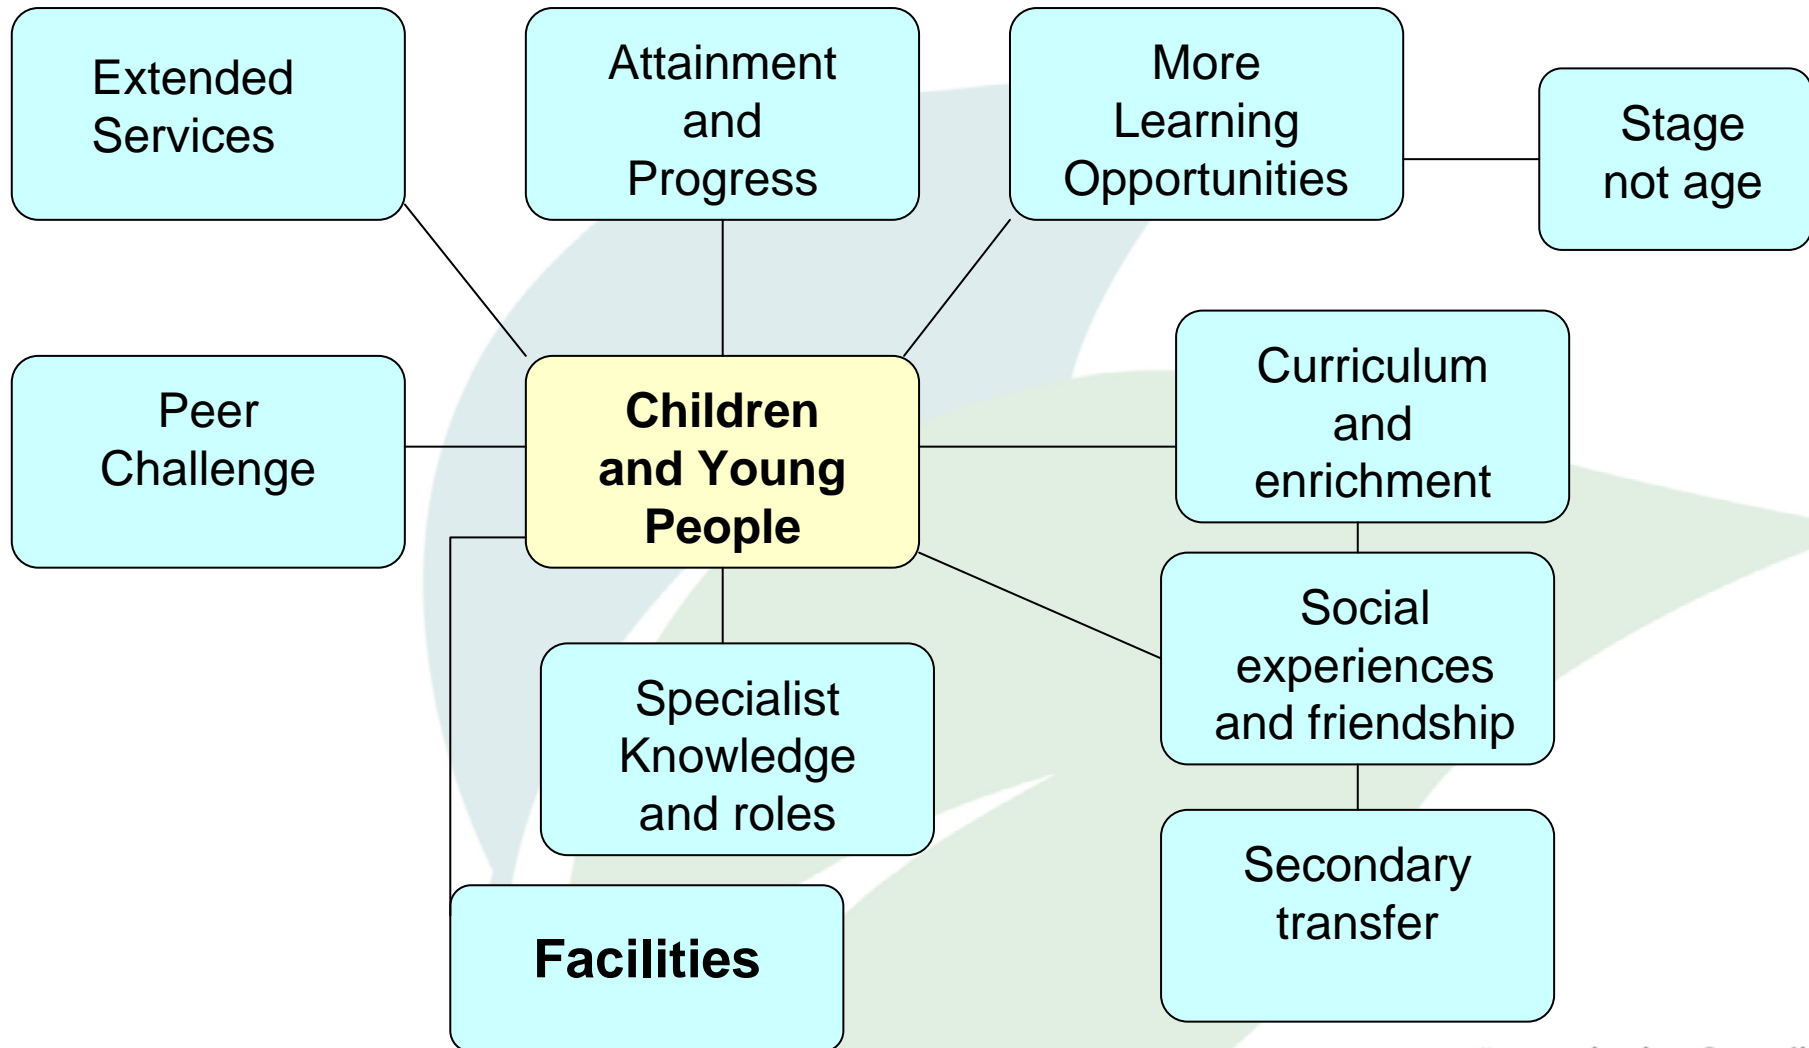 Extended
Services
Attainment
and
Progress
More
Learning
Opportunities
Stage
not age
Peer
Challenge
Children
and Young
People
Curriculum
and
enrichment
Social
experiences
and friendship
Specialist
Knowledge
and roles
Secondary
transfer
Facilities